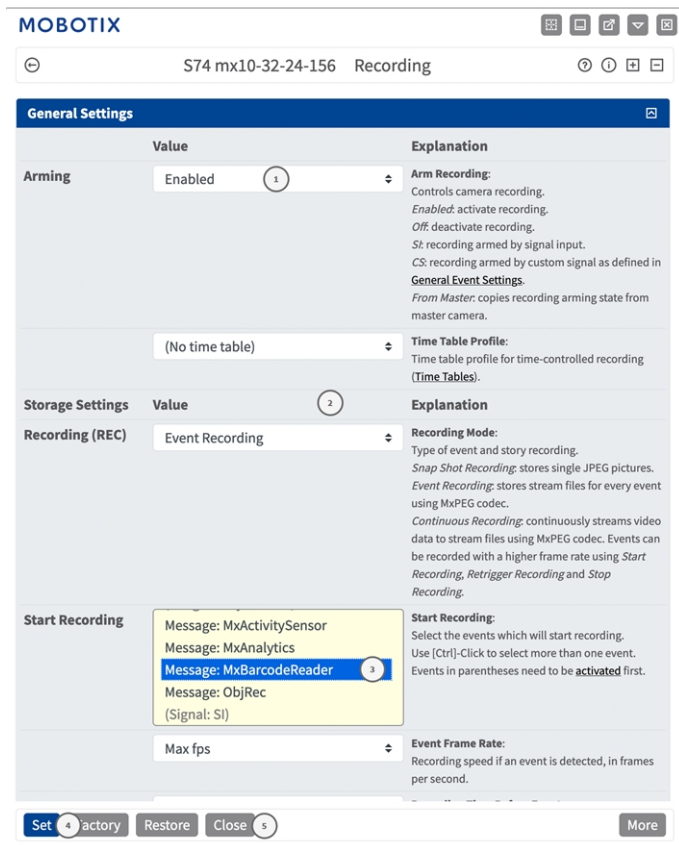 MOBOTIX
S74 mx10-32-24-156 Recording
General Settings
Value Explanation
Arming
Enabled
1
Arm Recording:
Controls camera recording.
Enabled: activate recording.
Off: deactivate recording.
SI: recording armed by signal input.
CS: recording armed by custom signal as defined in
General Event Settings.
From Master: copies recording arming state from
master camera.
(No time table)
Time Table Profile:
Time table profile for time-controlled recording
(Time Tables).
Storage Settings Value 2 Explanation
Recording (REC)
Event Recording
Recording Mode:
Type of event and story recording.
Snap Shot Recording: stores single JPEG pictures.
Event Recording: stores stream files for every event
using MxPEG codec.
Continuous Recording: continuously streams video
data to stream files using MxPEG codec. Events can
be recorded with a higher frame rate using Start
Recording, Retrigger Recording and Stop
Recording.
Start Recording
Message: MxActivitySensor
Message: MxAnalytics
Message: MxBarcodeReader 3
Message: ObjRec
(Signal: SI)
Start Recording:
Select the events which will start recording.
Use [Ctrl]-Click to select more than one event.
Events in parentheses need to be activated first.
Max fps
Event Frame Rate:
Recording speed if an event is detected, in frames
per second.
Set 4 actory Restore Close 5 More